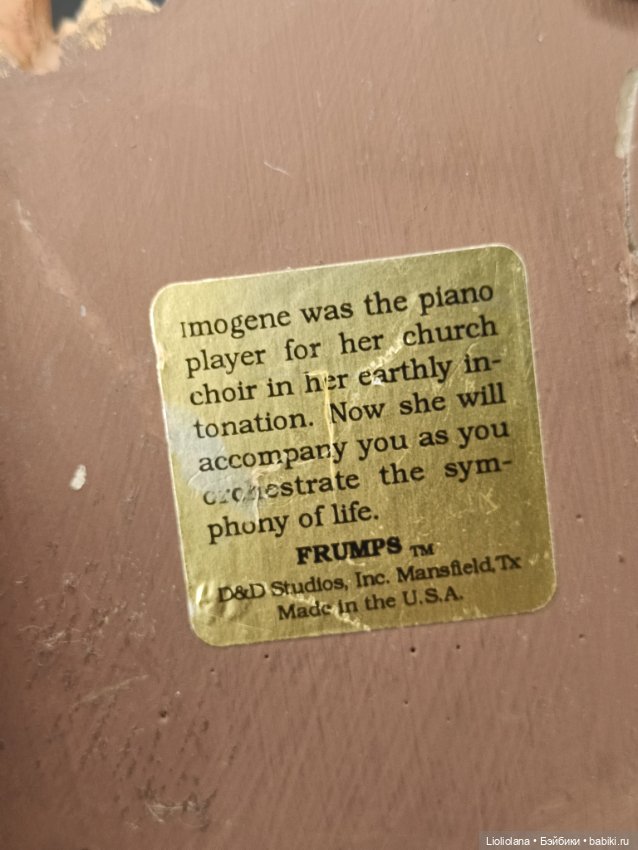 Imogene was the piano
player for her church
choir in her earthly in-
tonation. Now she will
accompany you as you
orchestrate the sym-
phony of life.
FRUMPS TM
D&D Studios, Inc. Mansfield, Tx
Made in the U.S.A.
Lioliolana • Бэйбики • babiki.ru